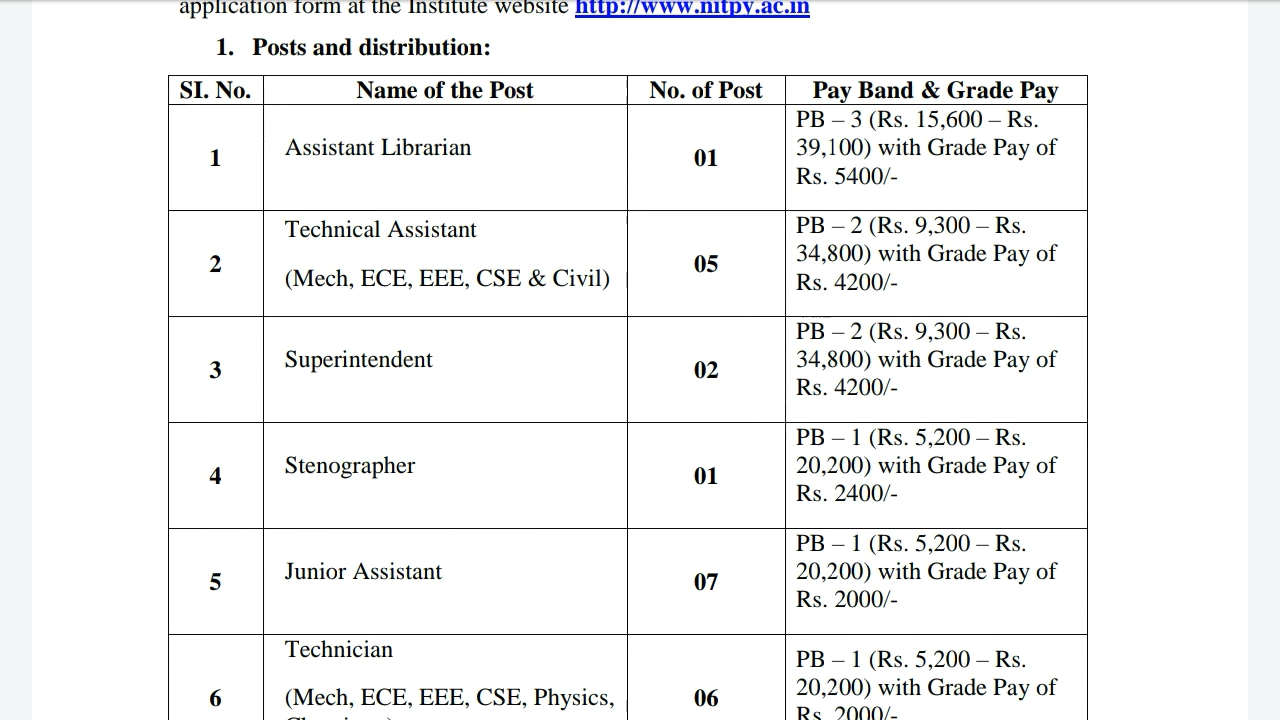 application form at the Institute website http://www.nitpy.ac.in
1. Posts and distribution:
SI. No. Name of the Post No. of Post Pay Band & Grade Pay
1 Assistant Librarian 01 PB – 3 (Rs. 15,600 – Rs.
39,100) with Grade Pay of
Rs. 5400/-
2 Technical Assistant
(Mech, ECE, EEE, CSE & Civil) 05 PB – 2 (Rs. 9,300 – Rs.
34,800) with Grade Pay of
Rs. 4200/-
3 Superintendent 02 PB – 2 (Rs. 9,300 – Rs.
34,800) with Grade Pay of
Rs. 4200/-
4 Stenographer 01 PB – 1 (Rs. 5,200 – Rs.
20,200) with Grade Pay of
Rs. 2400/-
5 Junior Assistant 07 PB – 1 (Rs. 5,200 – Rs.
20,200) with Grade Pay of
Rs. 2000/-
6 Technician
(Mech, ECE, EEE, CSE, Physics, 06 PB – 1 (Rs. 5,200 – Rs.
20,200) with Grade Pay of
Rs. 2000/-